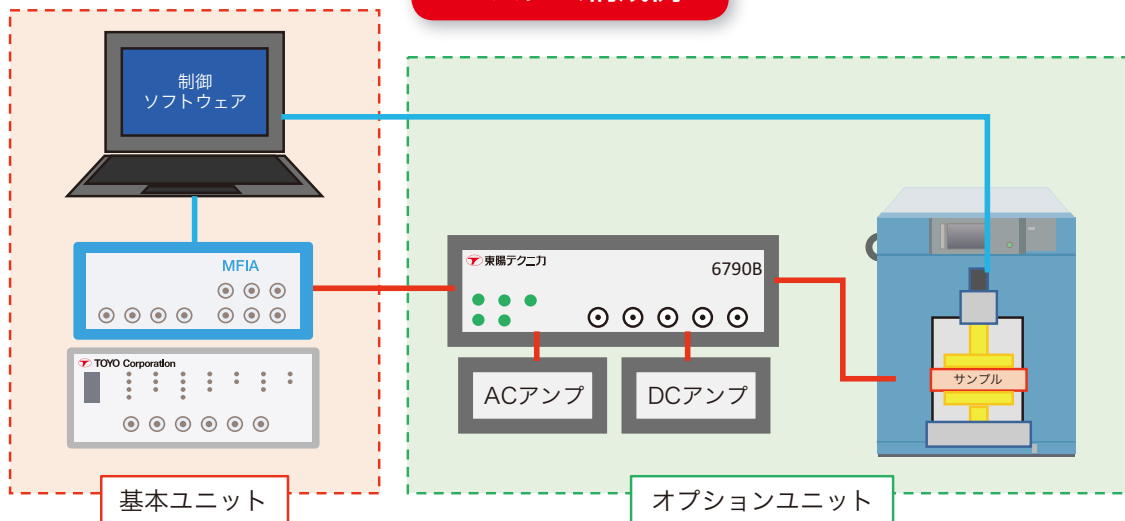 制御
ソフトウェア
MFIA
TOYO Corporation
東陽テクニカ
6790B
ACアンプ
DCアンプ
サンプル
基本ユニット
オプションユニット